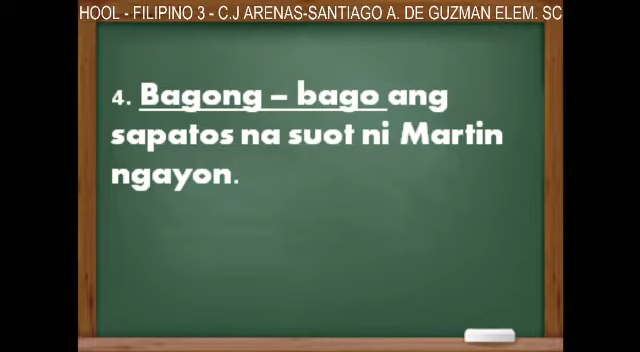 HOOL - FILIPINO 3 - C.J ARENAS-SANTIAGO A. DE GUZMAN ELEM. SC
4. Bagong – bago ang
sapatos na suot ni Martin
ngayon.